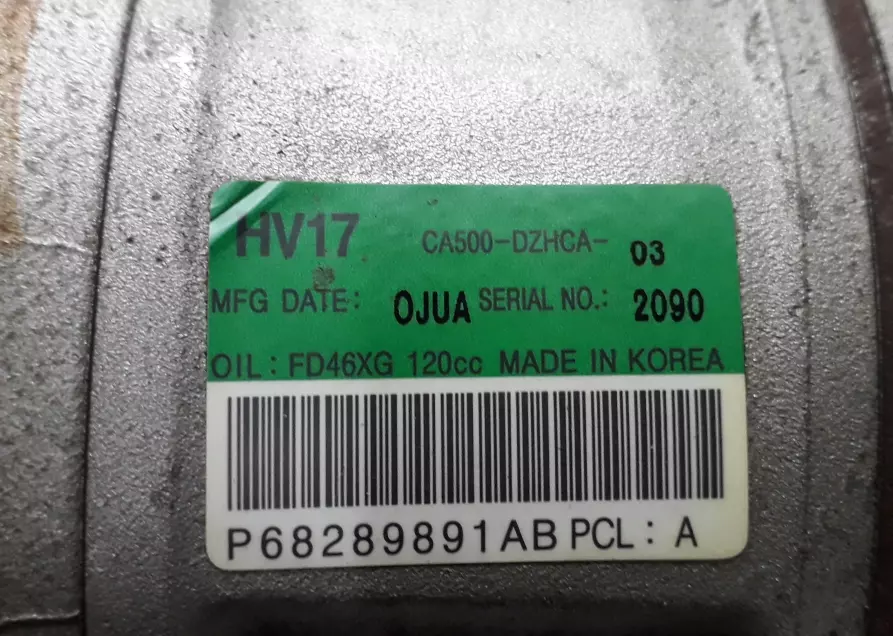 HV17 CA500-DZHCA- 03
MFG DATE: OJUA SERIAL NO.: 2090
OIL: FD46XG 120cc MADE IN KOREA
P68289891AB PCL: A